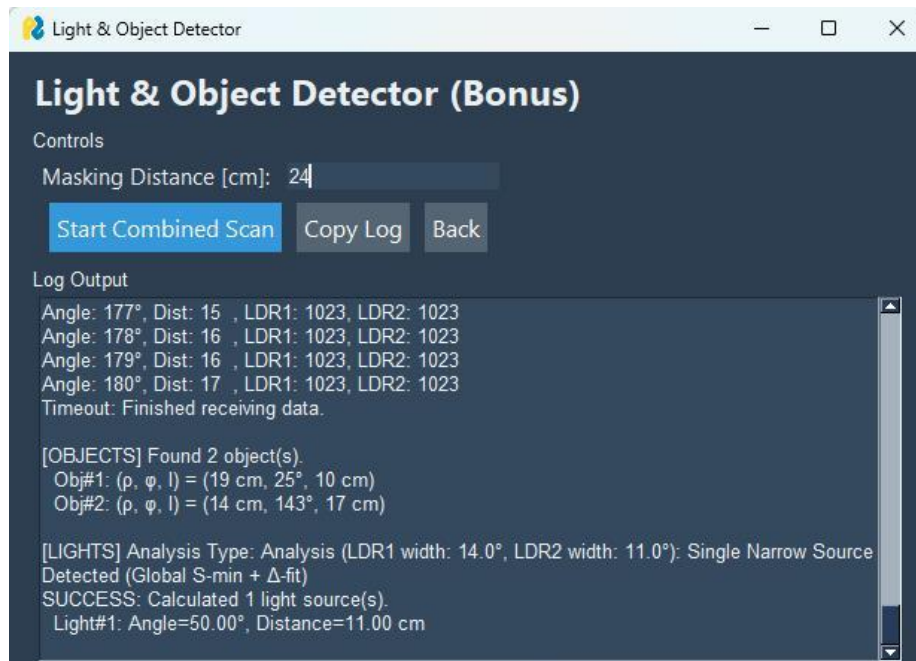 Light & Object Detector
Light & Object Detector (Bonus)
Controls
Masking Distance [cm]: 24
Start Combined Scan Copy Log Back
Log Output
Angle: 177°, Dist: 15 , LDR1: 1023, LDR2: 1023
Angle: 178°, Dist: 16 , LDR1: 1023, LDR2: 1023
Angle: 179°, Dist: 16 , LDR1: 1023, LDR2: 1023
Angle: 180°, Dist: 17 , LDR1: 1023, LDR2: 1023
Timeout: Finished receiving data.
[OBJECTS] Found 2 object(s).
Obj#1: (ρ, φ, l) = (19 cm, 25°, 10 cm)
Obj#2: (ρ, φ, l) = (14 cm, 143°, 17 cm)
[LIGHTS] Analysis Type: Analysis (LDR1 width: 14.0°, LDR2 width: 11.0°): Single Narrow Source
Detected (Global S-min + Δ-fit)
SUCCESS: Calculated 1 light source(s).
Light#1: Angle=50.00°, Distance=11.00 cm